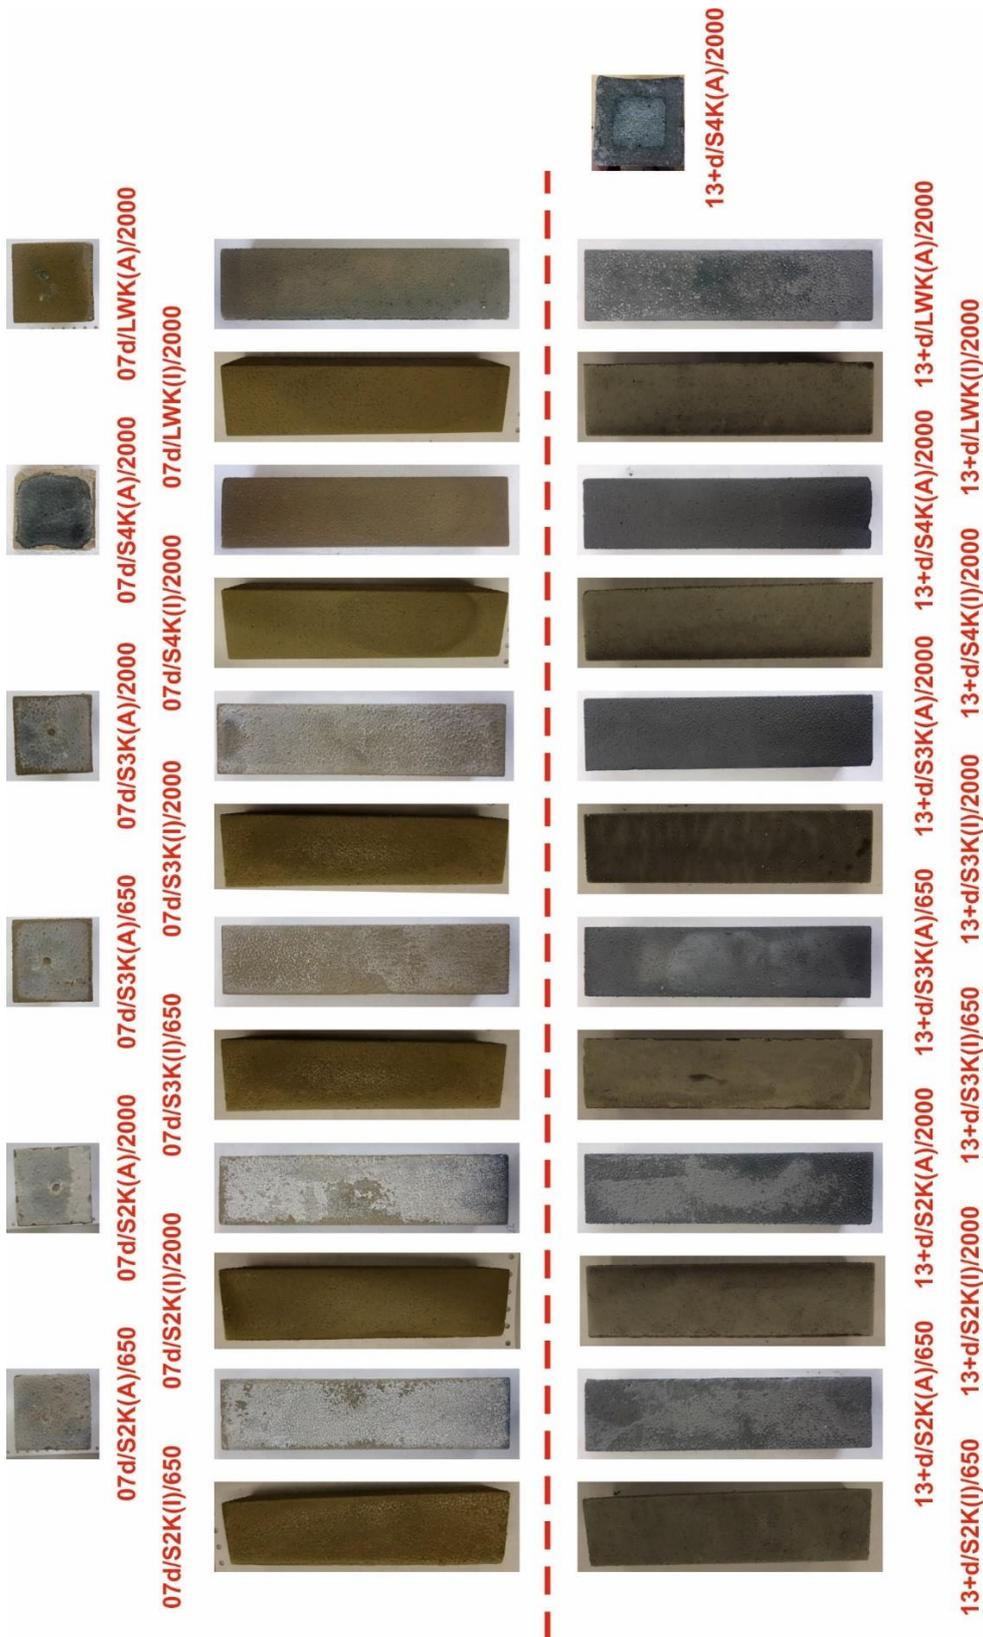 07d/S2K(A)/650
07d/S2K(A)/2000
07d/S3K(A)/650
07d/S3K(A)/2000
07d/S4K(A)/2000
07d/LWK(A)/2000
07d/S2K(I)/650
07d/S2K(I)/2000
07d/S3K(I)/650
07d/S3K(I)/2000
07d/S4K(I)/2000
07d/LWK(I)/2000
13+d/S4K(A)/2000
13+d/S2K(A)/650
13+d/S2K(A)/2000
13+d/S3K(A)/650
13+d/S3K(A)/2000
13+d/S4K(A)/2000
13+d/LWK(A)/2000
13+d/S2K(I)/650
13+d/S2K(I)/2000
13+d/S3K(I)/650
13+d/S3K(I)/2000
13+d/S4K(I)/2000
13+d/LWK(I)/2000